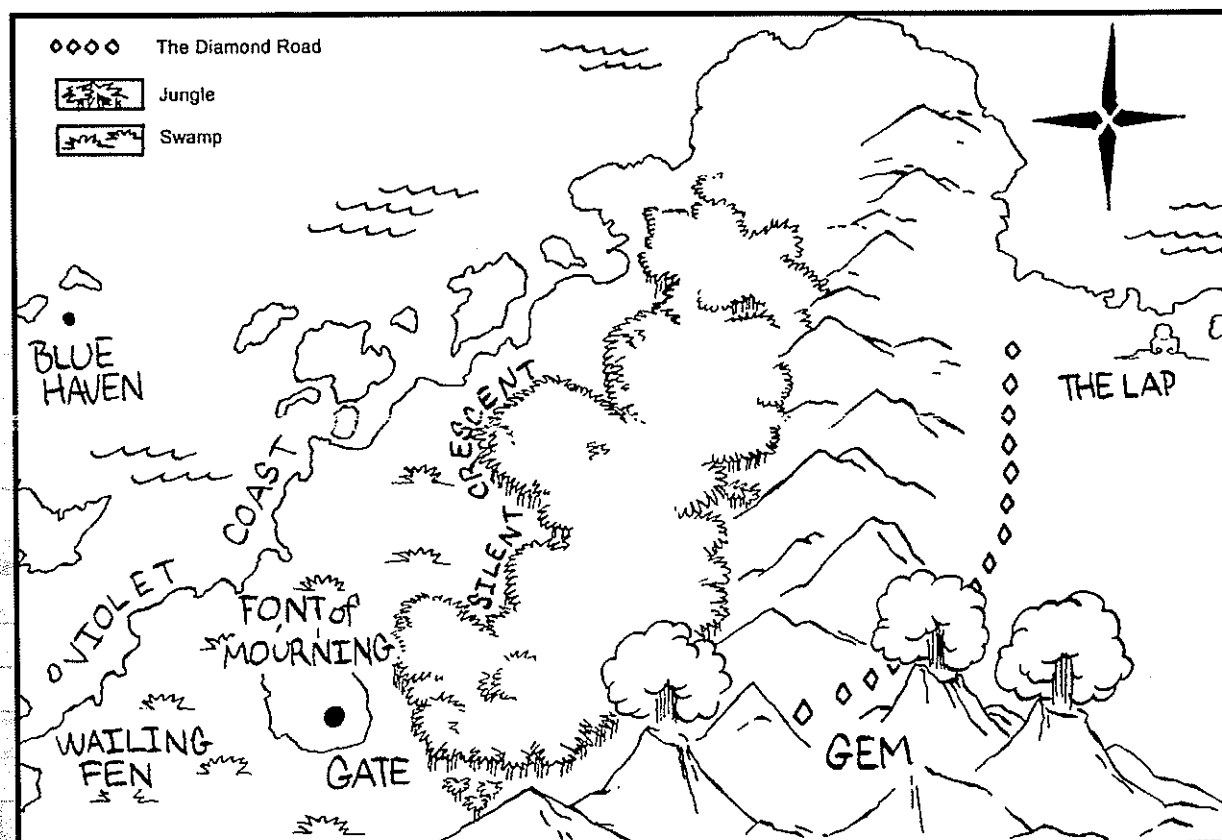 The Diamond Road
Jungle
Swamp
BLUE
HAVEN
THE LAP
CRESCENT
SILENT
COAST
VIOLET
FONT of
MOURNING
WAILING
FEN
GATE
GEM